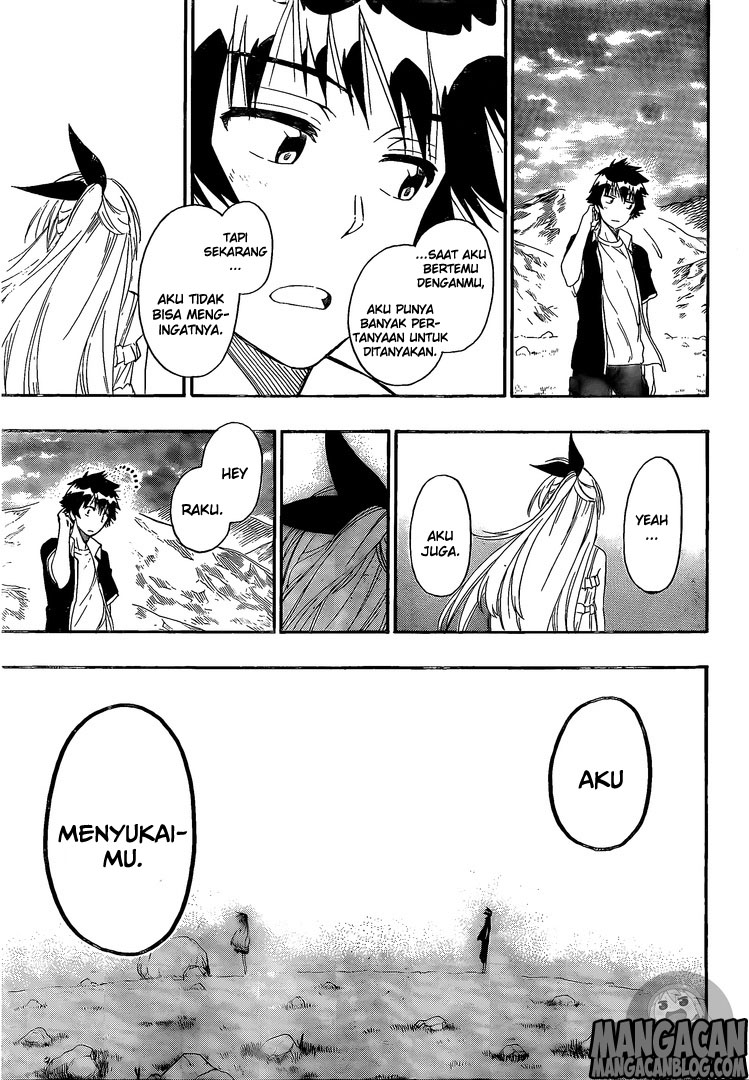 ...SAAT AKU
BERTEMU
DENGANMU,
AKU PUNYA
BANYAK PER-
TANYAAN UNTUK
DITANYAKAN.
TAPI
SEKARANG
...
AKU TIDAK
BISA MENG-
INGATNYA.
YEAH
...
AKU
JUGA.
HEY
RAKU.
AKU
MENYUKAI-
MU.
MANGACAN
MANGACANBLOG.COM